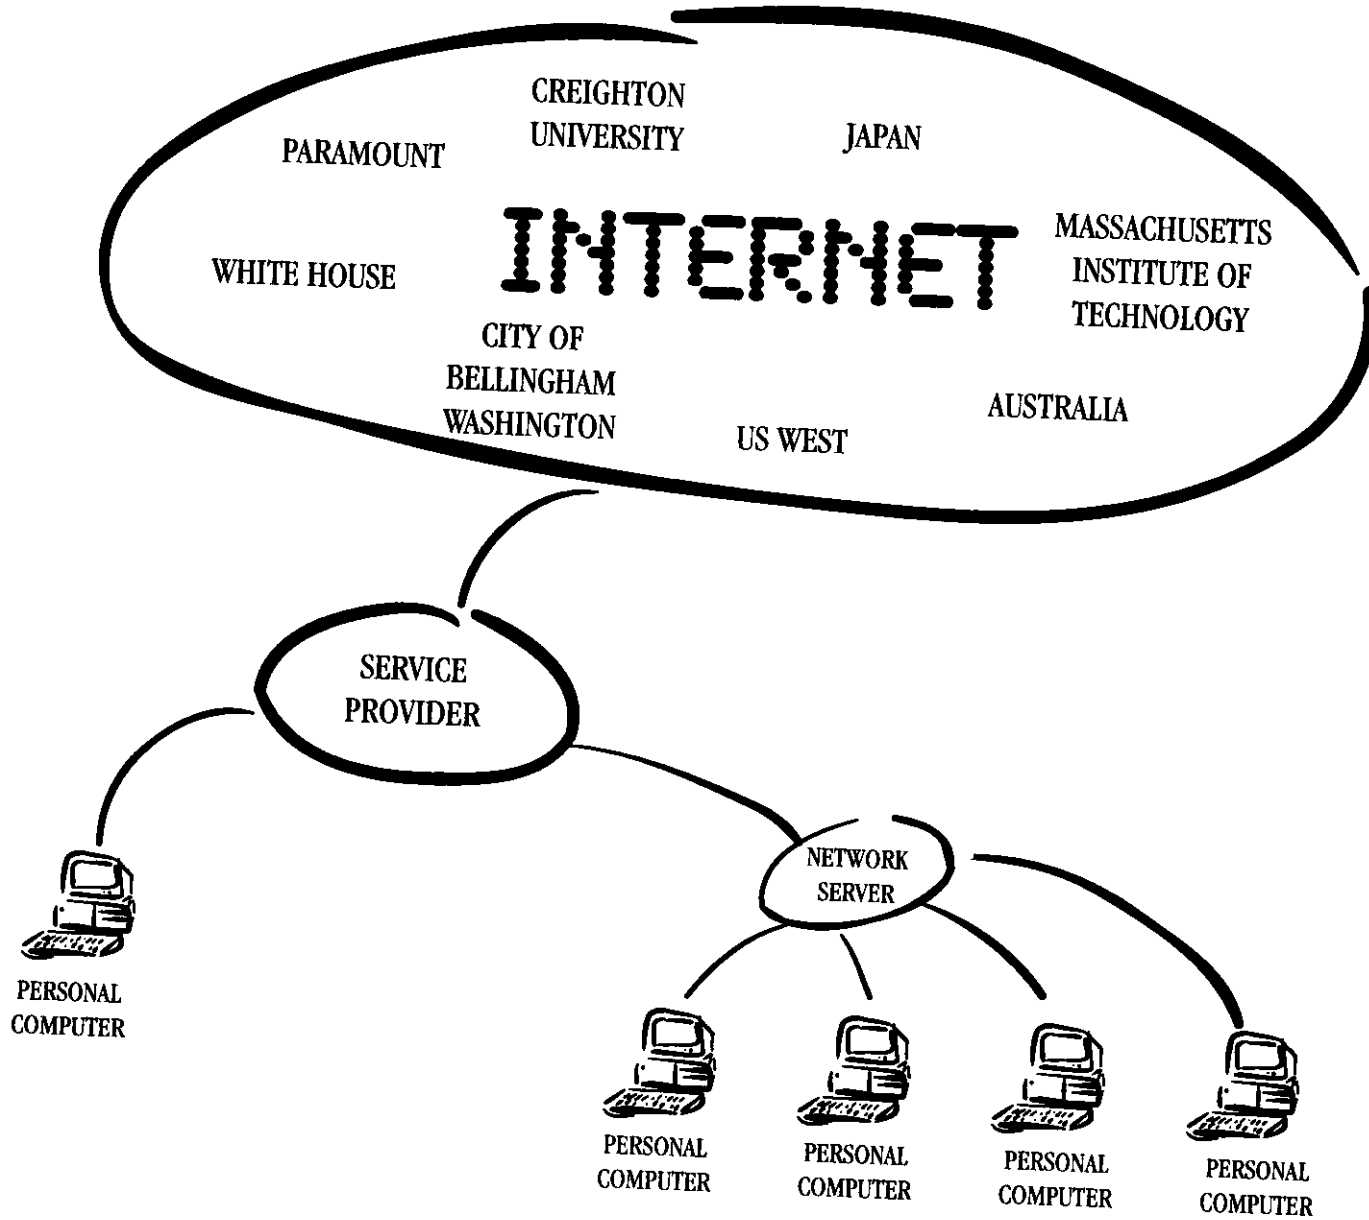 CREIGHTON
UNIVERSITY
JAPAN
PARAMOUNT
INTERNET
MASSACHUSETTS
INSTITUTE OF
TECHNOLOGY
WHITE HOUSE
CITY OF
BELLINGHAM
WASHINGTON
US WEST
AUSTRALIA
SERVICE
PROVIDER
NETWORK
SERVER
PERSONAL
COMPUTER
PERSONAL
COMPUTER
PERSONAL
COMPUTER
PERSONAL
COMPUTER
PERSONAL
COMPUTER